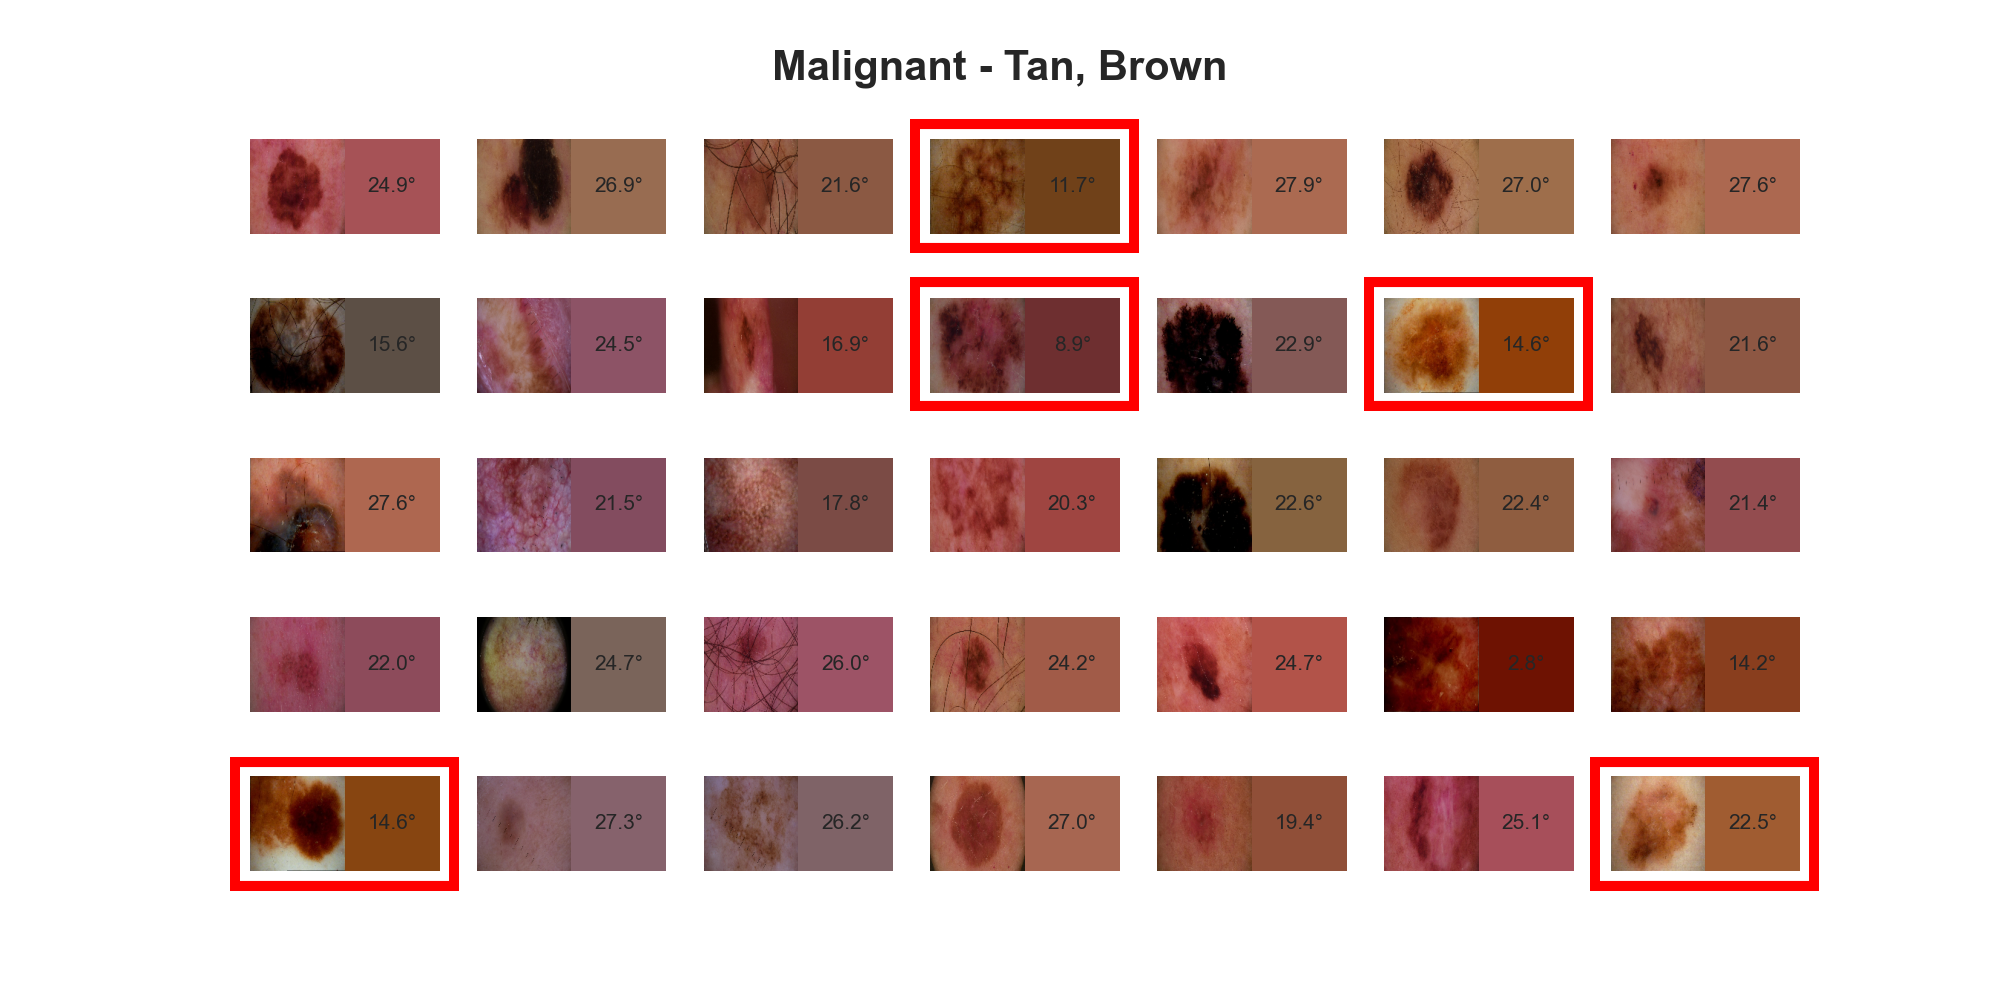 Malignant - Tan, Brown
24.9° 26.9° 21.6° 11.7° 27.9° 27.0° 27.6°
15.6° 24.5° 16.9° 8.9° 22.9° 14.6° 21.6°
27.6° 21.5° 17.8° 20.3° 22.6° 22.4° 21.4°
22.0° 24.7° 26.0° 24.2° 24.7° 2.8° 14.2°
14.6° 27.3° 26.2° 27.0° 19.4° 25.1° 22.5°